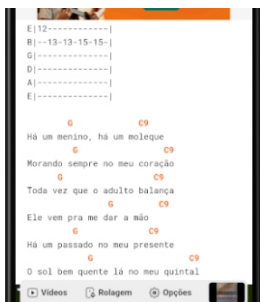 E|12-------------|
B|--13-13-15-15-|
G|---------------|
D|---------------|
A|---------------|
E|---------------|
G C9
Há um menino, há um moleque
G C9
Morando sempre no meu coração
G C9
Toda vez que o adulto balança
G C9
Ele vem pra me dar a mão
G C9
Há um passado no meu presente
G C9
O sol bem quente lá no meu quintal
Vídeos Rolagem Opções